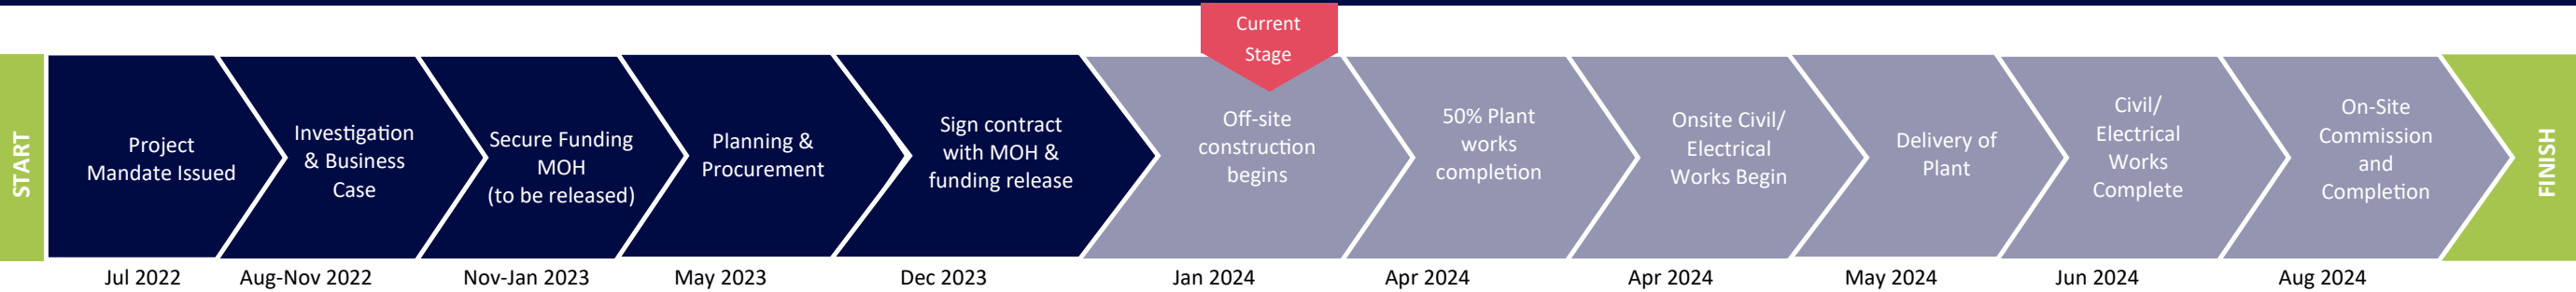 Current
Stage
START
Project
Mandate Issued
Investigation
& Business
Case
Secure Funding
MOH
(to be released)
Planning &
Procurement
Sign contract
with MOH &
funding release
Off-site
construction
begins
50% Plant
works
completion
Onsite Civil/
Electrical
Works Begin
Delivery of
Plant
Civil/
Electrical
Works
Complete
On-Site
Commission
and
Completion
FINISH
Jul 2022
Aug-Nov 2022
Nov-Jan 2023
May 2023
Dec 2023
Jan 2024
Apr 2024
Apr 2024
May 2024
Jun 2024
Aug 2024